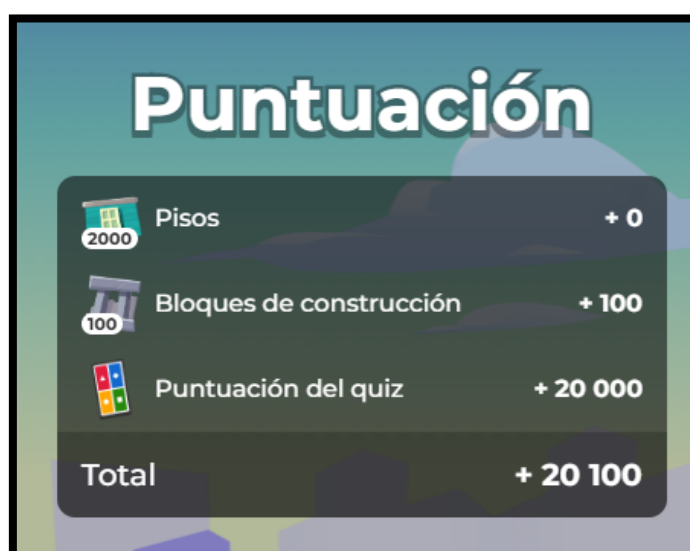 Puntuación
2000 Pisos + 0
100 Bloques de construcción + 100
Puntuación del quiz + 20 000
Total + 20 100